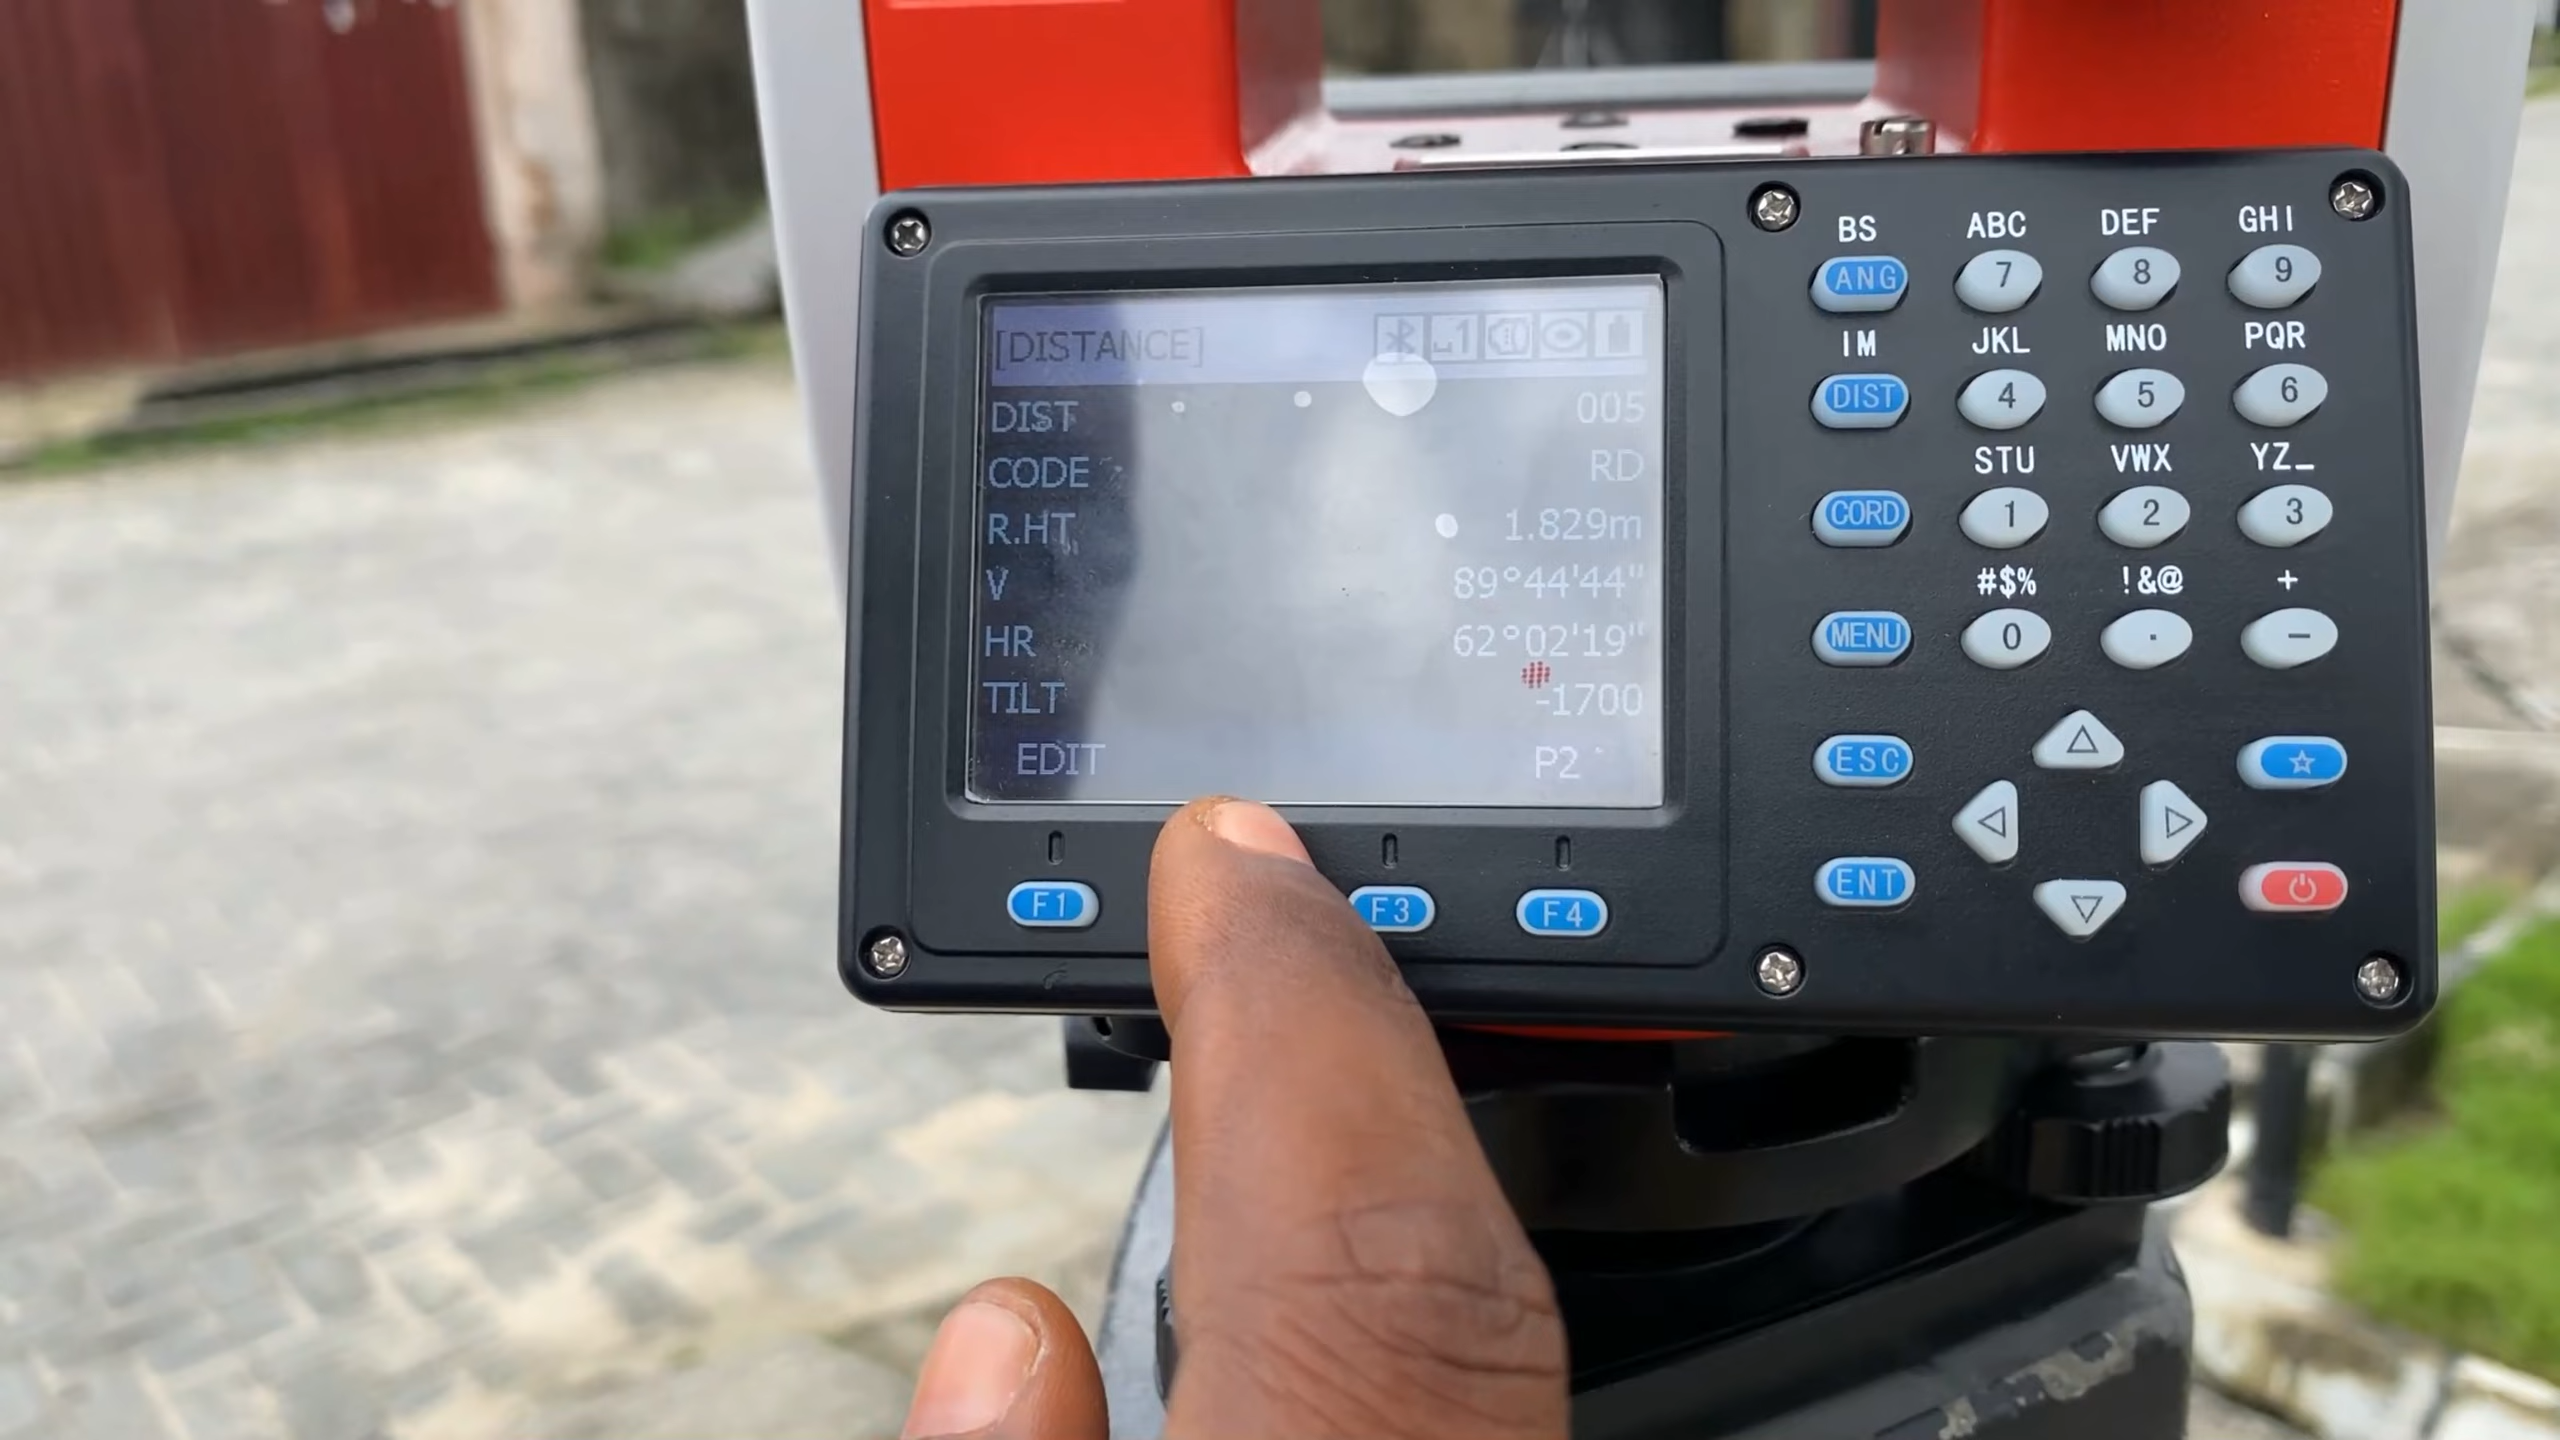 [DISTANCE]
DIST 005
CODE RD
R.HT 1.829m
V 89°44'44"
HR 62°02'19"
TILT -1700
EDIT P2
F1 F3 F4
BS ABC DEF GHI
ANG 7 8 9
IM JKL MNO PQR
DIST 4 5 6
STU VWX YZ_
CORD 1 2 3
#$% !&@ +
MENU 0 . -
ESC
ENT